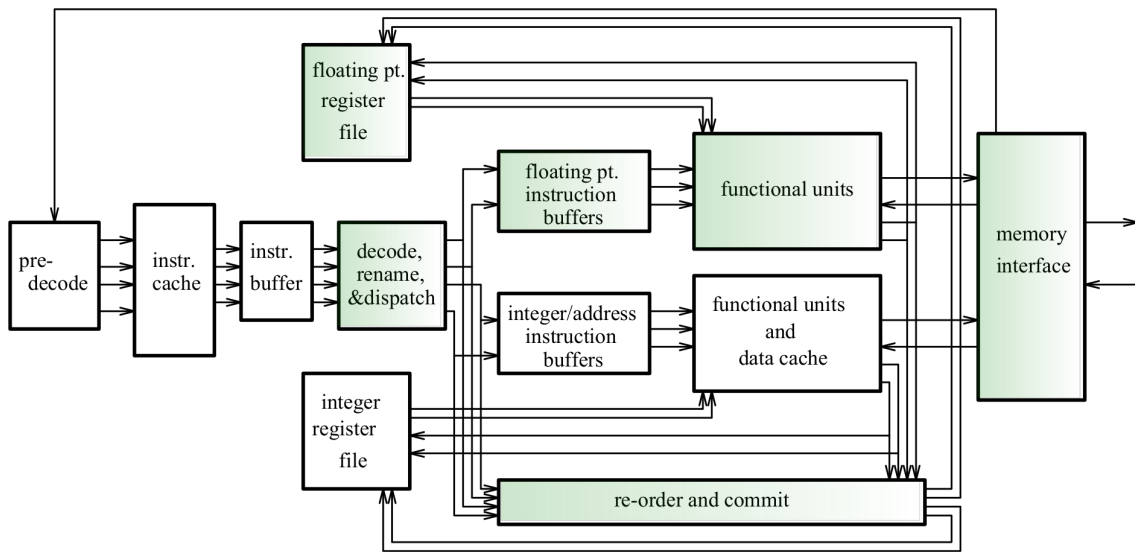 floating pt.
register
file
floating pt.
instruction
buffers
functional units
pre-
decode
instr.
cache
instr.
buffer
decode,
rename,
&dispatch
memory
interface
integer/address
instruction
buffers
functional units
and
data cache
integer
register
file
re-order and commit